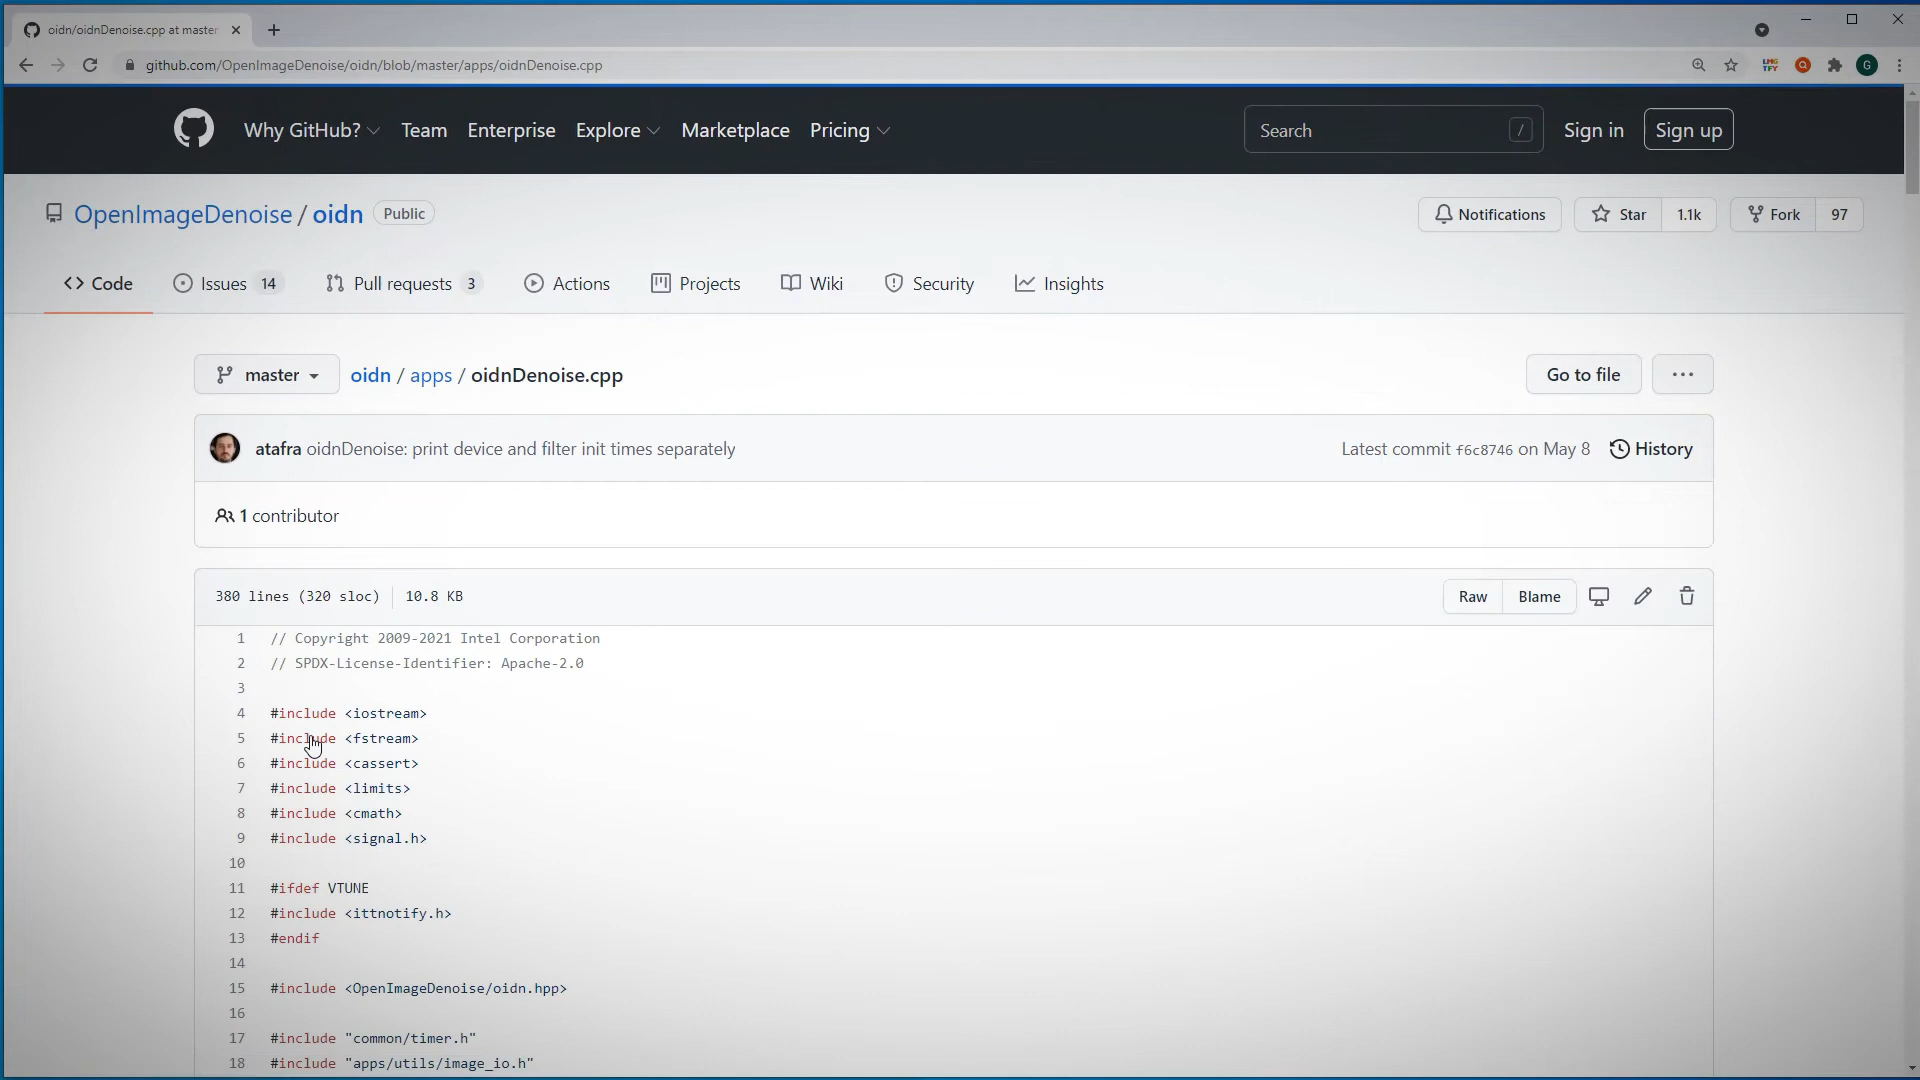 oidn/oidnDenoise.cpp at master
github.com/OpenImageDenoise/oidn/blob/master/apps/oidnDenoise.cpp
LMG TFY
G
Why GitHub? Team Enterprise Explore Marketplace Pricing Search / Sign in Sign up
OpenImageDenoise / oidn Public Notifications Star 1.1k Fork 97
Code Issues 14 Pull requests 3 Actions Projects Wiki Security Insights
master oidn / apps / oidnDenoise.cpp Go to file ...
atafra oidnDenoise: print device and filter init times separately Latest commit f6c8746 on May 8 History
1 contributor
380 lines (320 sloc) 10.8 KB Raw Blame
1 // Copyright 2009-2021 Intel Corporation
2 // SPDX-License-Identifier: Apache-2.0
3
4 #include <iostream>
5 #include <fstream>
6 #include <cassert>
7 #include <limits>
8 #include <cmath>
9 #include <signal.h>
10
11 #ifdef VTUNE
12 #include <ittnotify.h>
13 #endif
14
15 #include <OpenImageDenoise/oidn.hpp>
16
17 #include "common/timer.h"
18 #include "apps/utils/image_io.h"